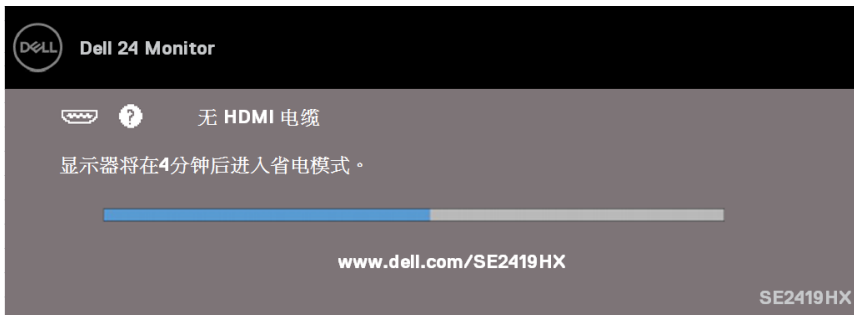 DELL
Dell 24 Monitor
? 无 HDMI 电缆
显示器将在4分钟后进入省电模式。
www.dell.com/SE2419HX
SE2419HX